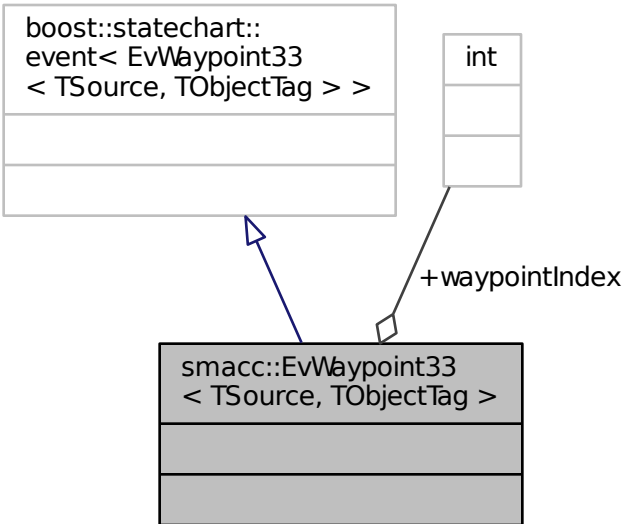 boost::statechart::
event< EvWaypoint33
< TSource, TObjectTag > >
int
+waypointIndex
smacc::EvWaypoint33
< TSource, TObjectTag >